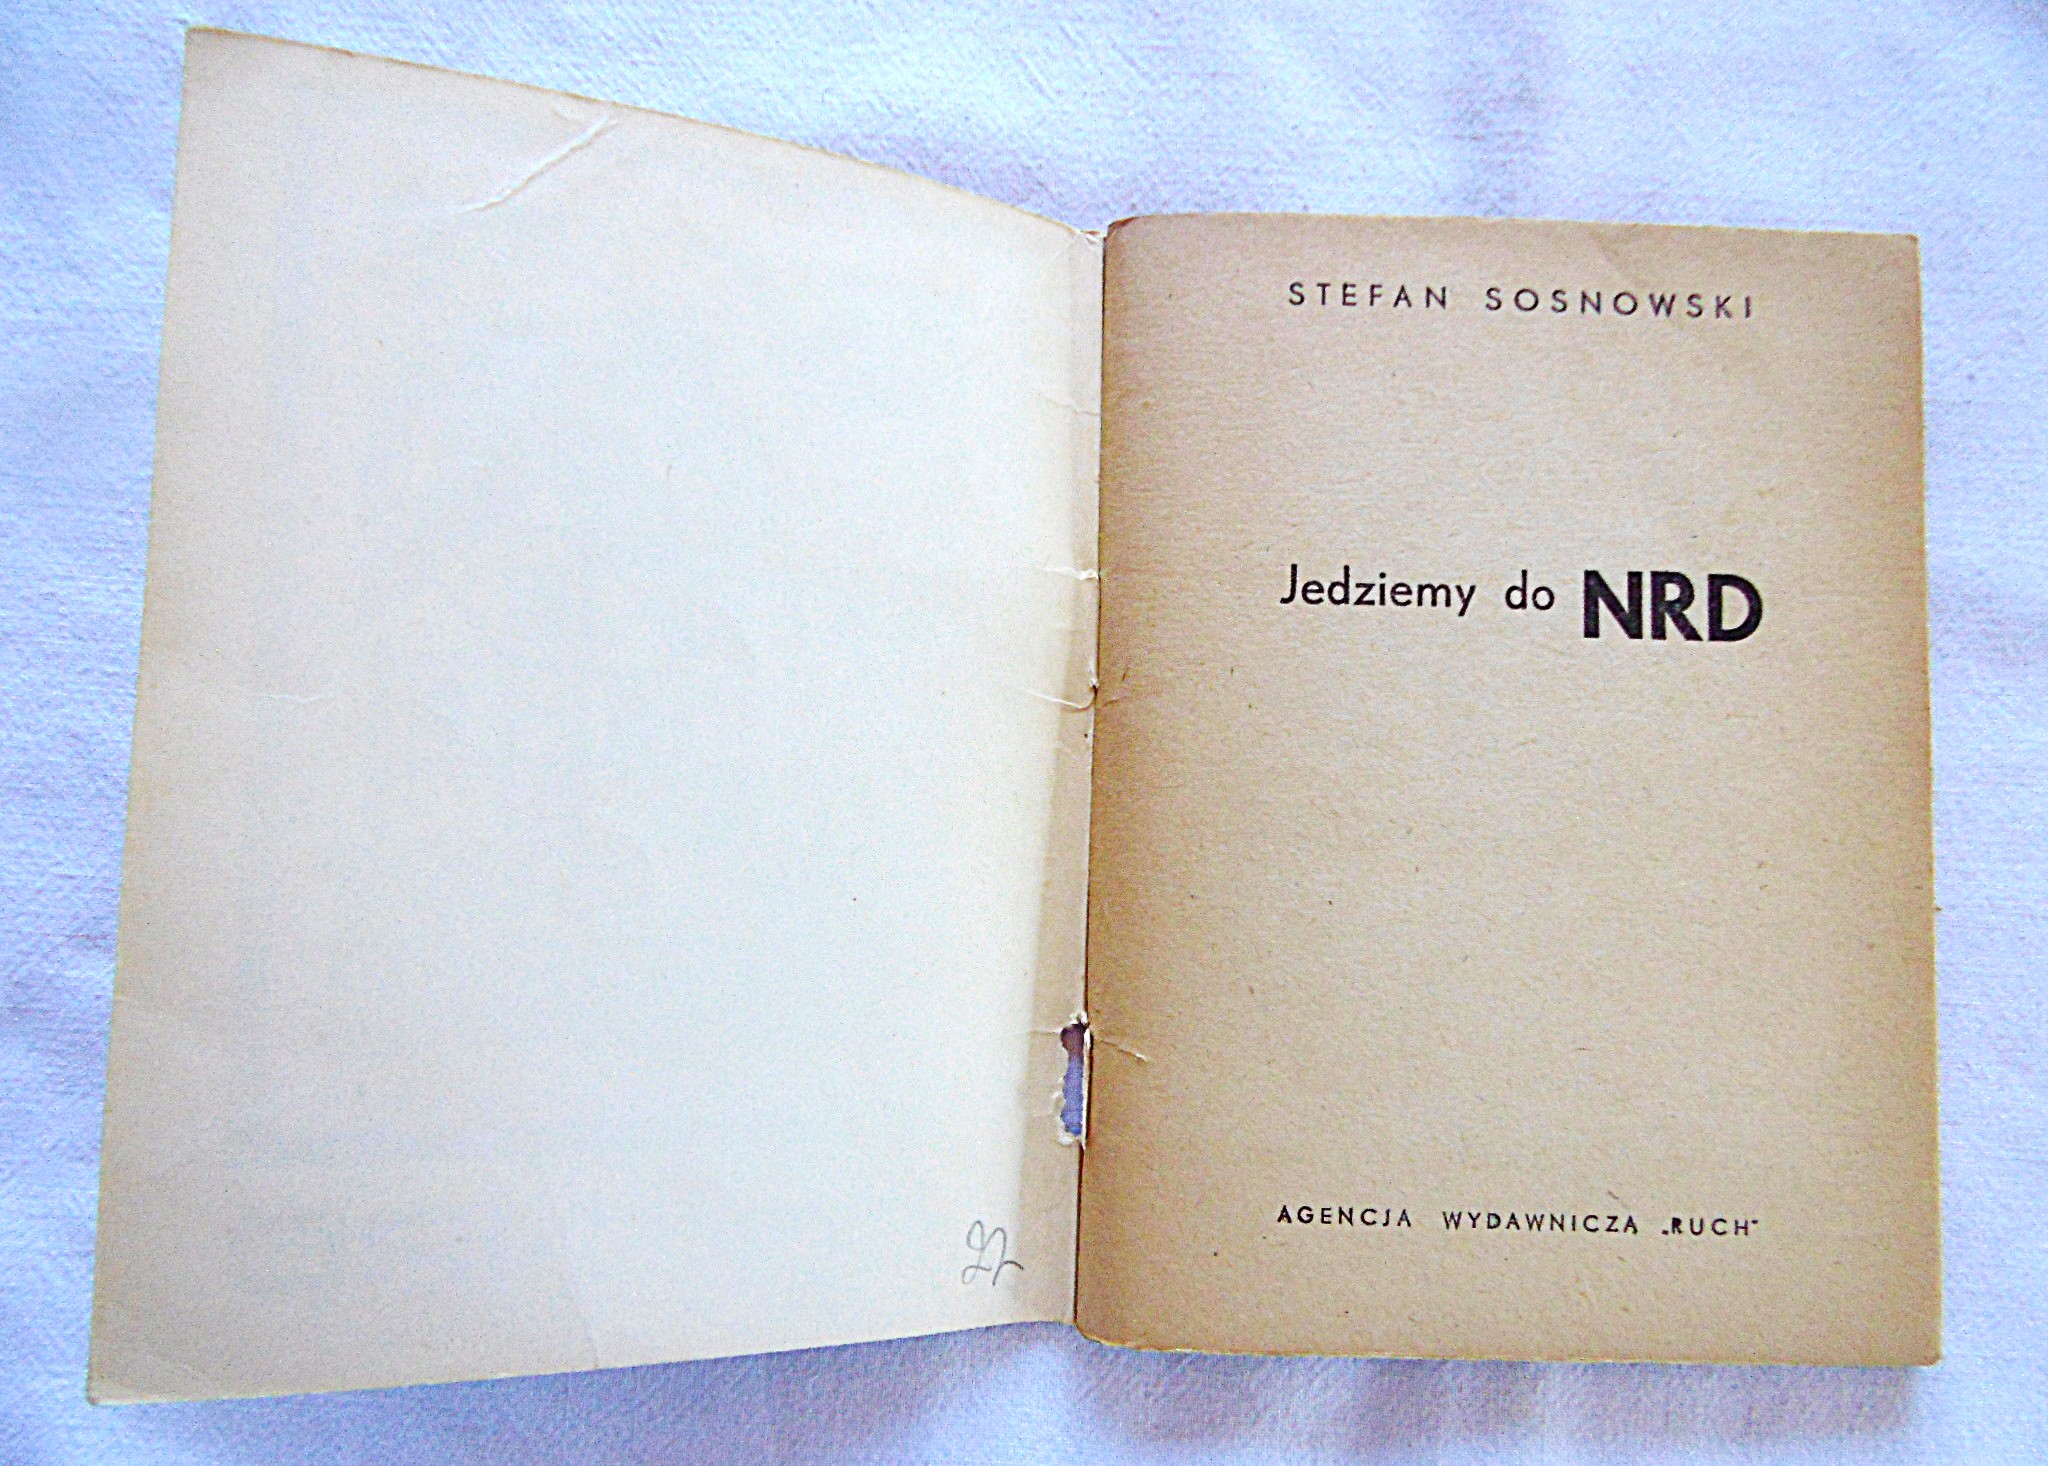 STEFAN SOSNOWSKI
Jedziemy do NRD
AGENCJA WYDAWNICZA „RUCH"